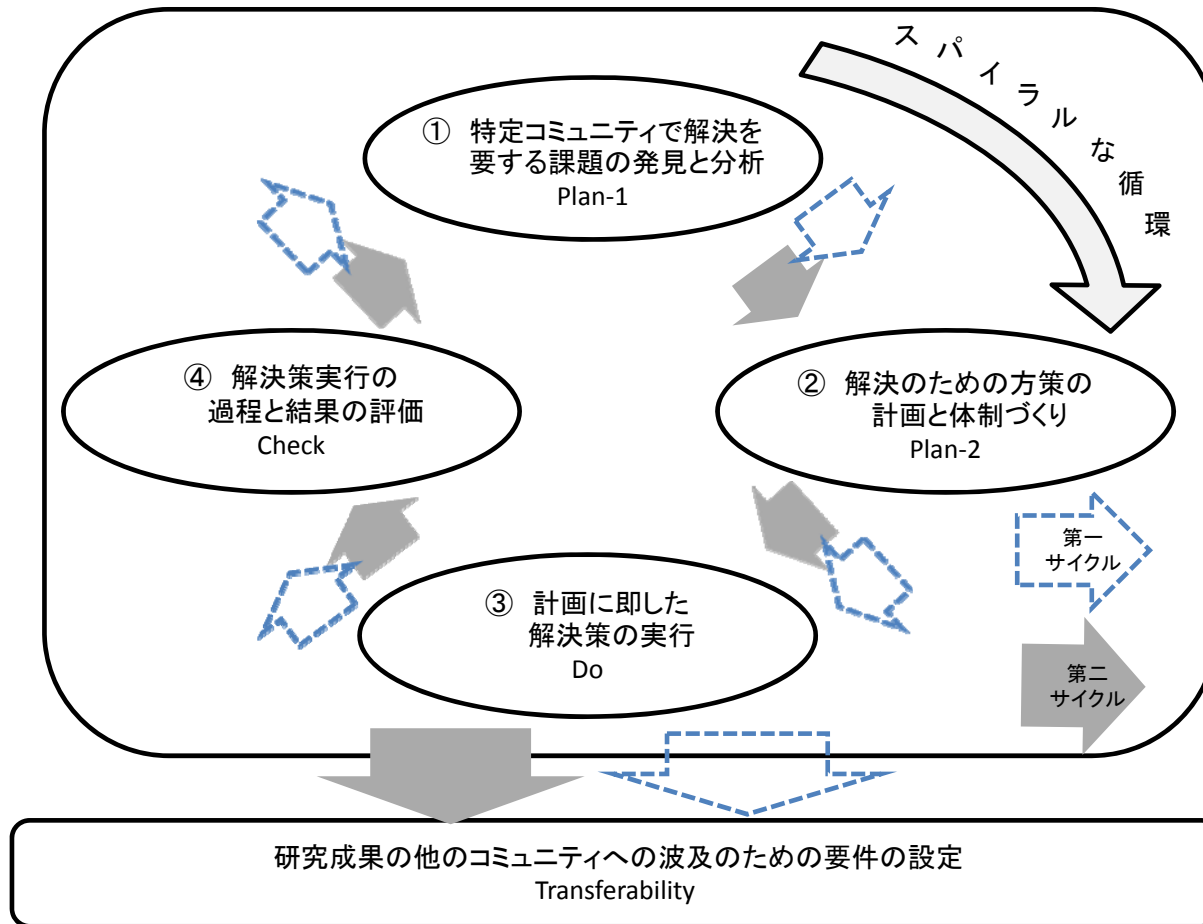 スパイラルな循環
① 特定コミュニティで解決を
要する課題の発見と分析
Plan-1
④ 解決策実行の
過程と結果の評価
Check
② 解決のための方策の
計画と体制づくり
Plan-2
第一
サイクル
③ 計画に即した
解決策の実行
Do
第二
サイクル
研究成果の他のコミュニティへの波及のための要件の設定
Transferability